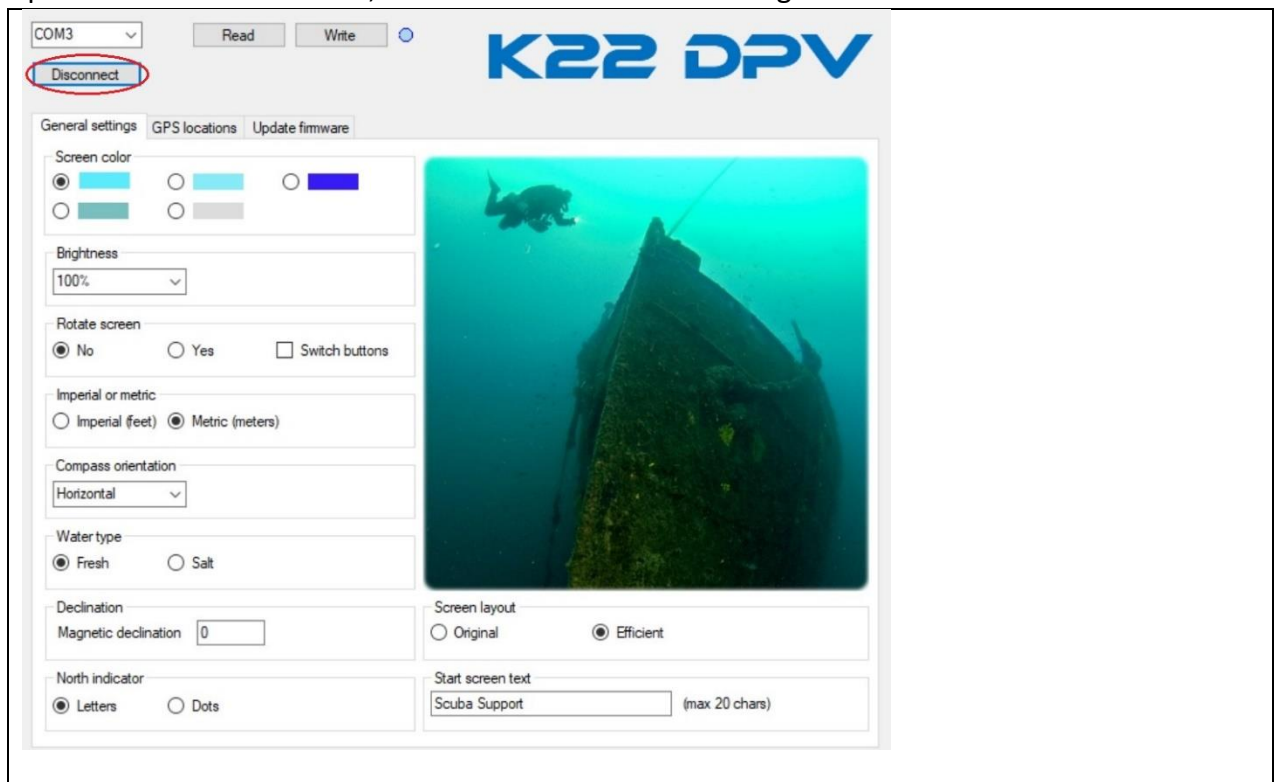 COM3
Read
Write
K22 DPV
Disconnect
General settings
GPS locations
Update firmware
Screen color
Brightness
100%
Rotate screen
No
Yes
Switch buttons
Imperial or metric
Imperial (feet)
Metric (meters)
Compass orientation
Horizontal
Water type
Fresh
Salt
Declination
Magnetic declination
0
Screen layout
Original
Efficient
North indicator
Letters
Dots
Start screen text
Scuba Support
(max 20 chars)